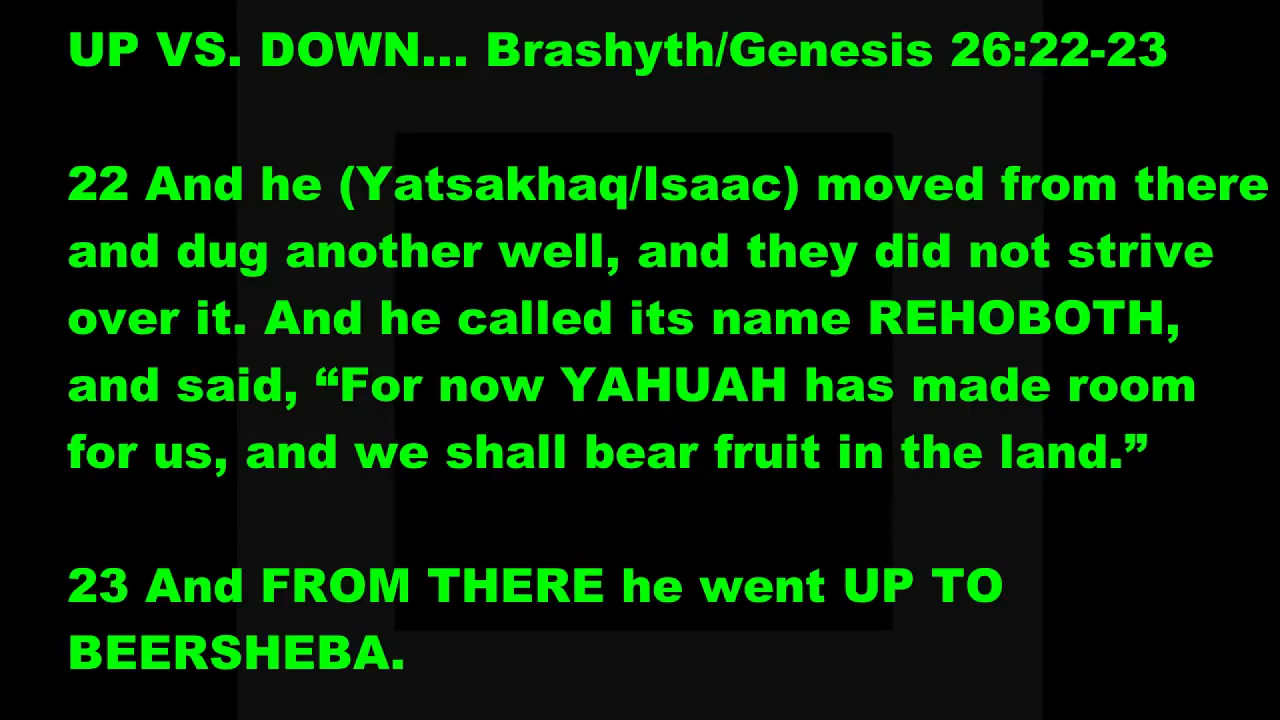 UP VS. DOWN... Brashyth/Genesis 26:22-23
22 And he (Yatsakhaq/Isaac) moved from there
and dug another well, and they did not strive
over it. And he called its name REHOBOTH,
and said, “For now YAHUAH has made room
for us, and we shall bear fruit in the land.”
23 And FROM THERE he went UP TO
BEERSHEBA.